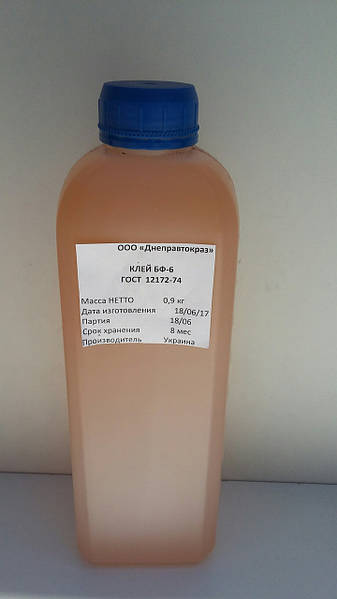 ООО «Днеправтокраз»
КЛЕЙ БФ-6
ГОСТ 12172-74
Масса НЕТТО 0,9 кг
Дата изготовления 18/06/17
Партия 18/06
Срок хранения 8 мес
Производитель Украина